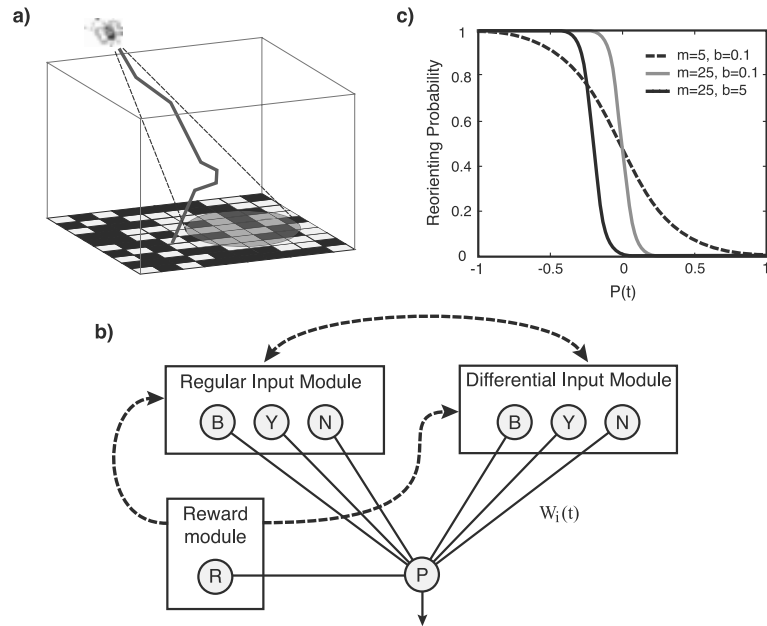 a)
c)
Reorienting Probability
1
0.8
0.6
0.4
0.2
0
-1
-0.5
0
0.5
1
P(t)
m=5, b=0.1
m=25, b=0.1
m=25, b=5
b)
Regular Input Module
B Y N
Differential Input Module
B Y N
Reward
module
R
P
Wi(t)